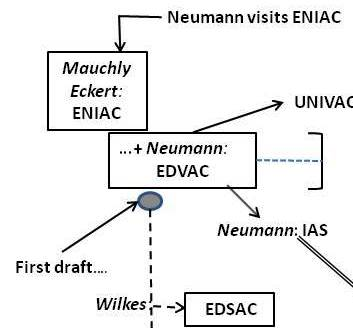 Neumann visits ENIAC
Mauchly
Eckert:
ENIAC
UNIVAC
...+ Neumann:
EDVAC
Neumann: IAS
First draft....
Wilkes
EDSAC